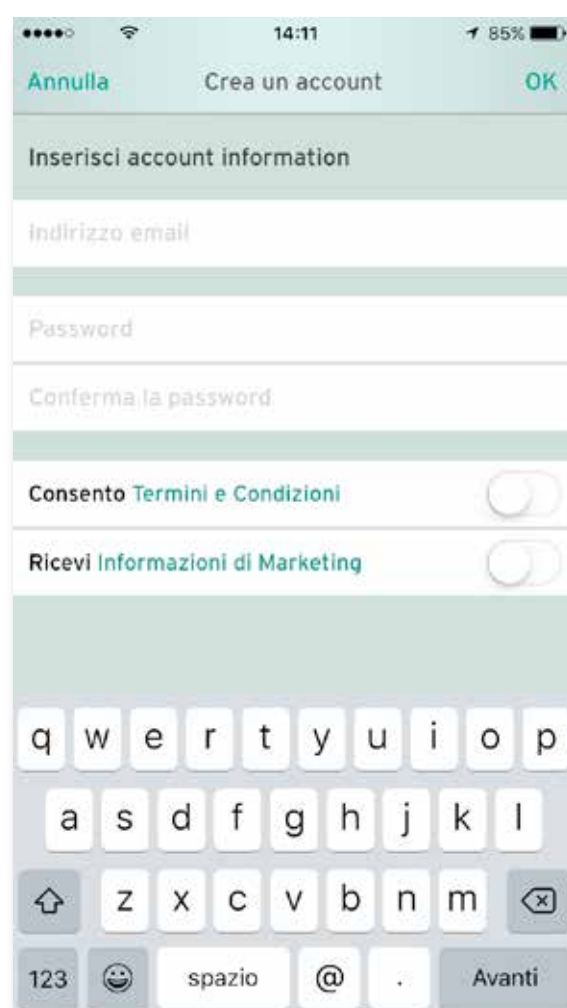 14:11 85%
Annulla Crea un account OK
Inserisci account information
Indirizzo email
Password
Conferma la password
Consento Termini e Condizioni
Ricevi Informazioni di Marketing
q w e r t y u i o p
a s d f g h j k l
z x c v b n m
123 spazio @ . Avanti